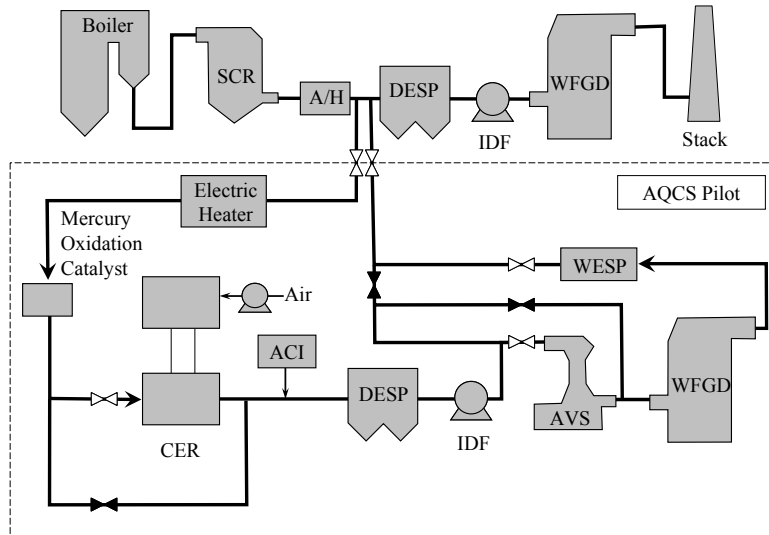 Boiler
SCR
A/H
DESP
IDF
WFGD
Stack
AQCS Pilot
Electric
Heater
Mercury
Oxidation
Catalyst
WESP
Air
ACI
DESP
WFGD
AVS
CER
IDF